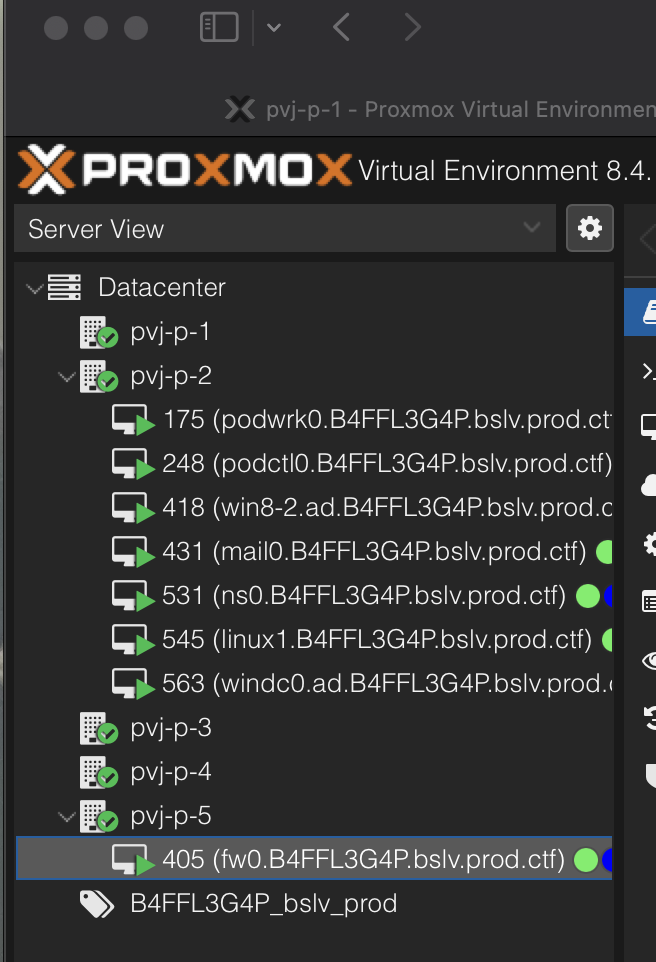 pvj-p-1 - Proxmox Virtual Environmen
PROXMOX Virtual Environment 8.4.
Server View
Datacenter
pvj-p-1
pvj-p-2
175 (podwrk0.B4FFL3G4P.bslv.prod.ctf
248 (podctl0.B4FFL3G4P.bslv.prod.ctf)
418 (win8-2.ad.B4FFL3G4P.bslv.prod.c
431 (mail0.B4FFL3G4P.bslv.prod.ctf)
531 (ns0.B4FFL3G4P.bslv.prod.ctf)
545 (linux1.B4FFL3G4P.bslv.prod.ctf)
563 (windc0.ad.B4FFL3G4P.bslv.prod.c
pvj-p-3
pvj-p-4
pvj-p-5
405 (fw0.B4FFL3G4P.bslv.prod.ctf)
B4FFL3G4P_bslv_prod